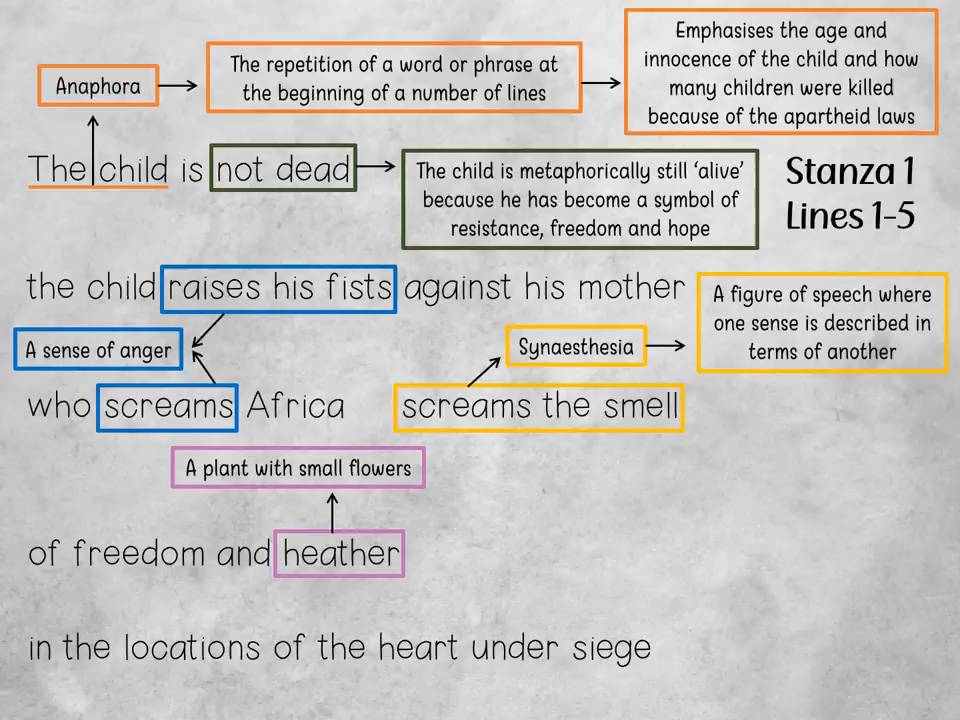 Emphasises the age and
innocence of the child and how
many children were killed
because of the apartheid laws
The repetition of a word or phrase at
the beginning of a number of lines
Anaphora
The child is not dead
The child is metaphorically still ‘alive’
because he has become a symbol of
resistance, freedom and hope
Stanza 1
Lines 1-5
the child raises his fists against his mother
A figure of speech where
one sense is described in
terms of another
A sense of anger
Synaesthesia
who screams Africa screams the smell
A plant with small flowers
of freedom and heather
in the locations of the heart under siege